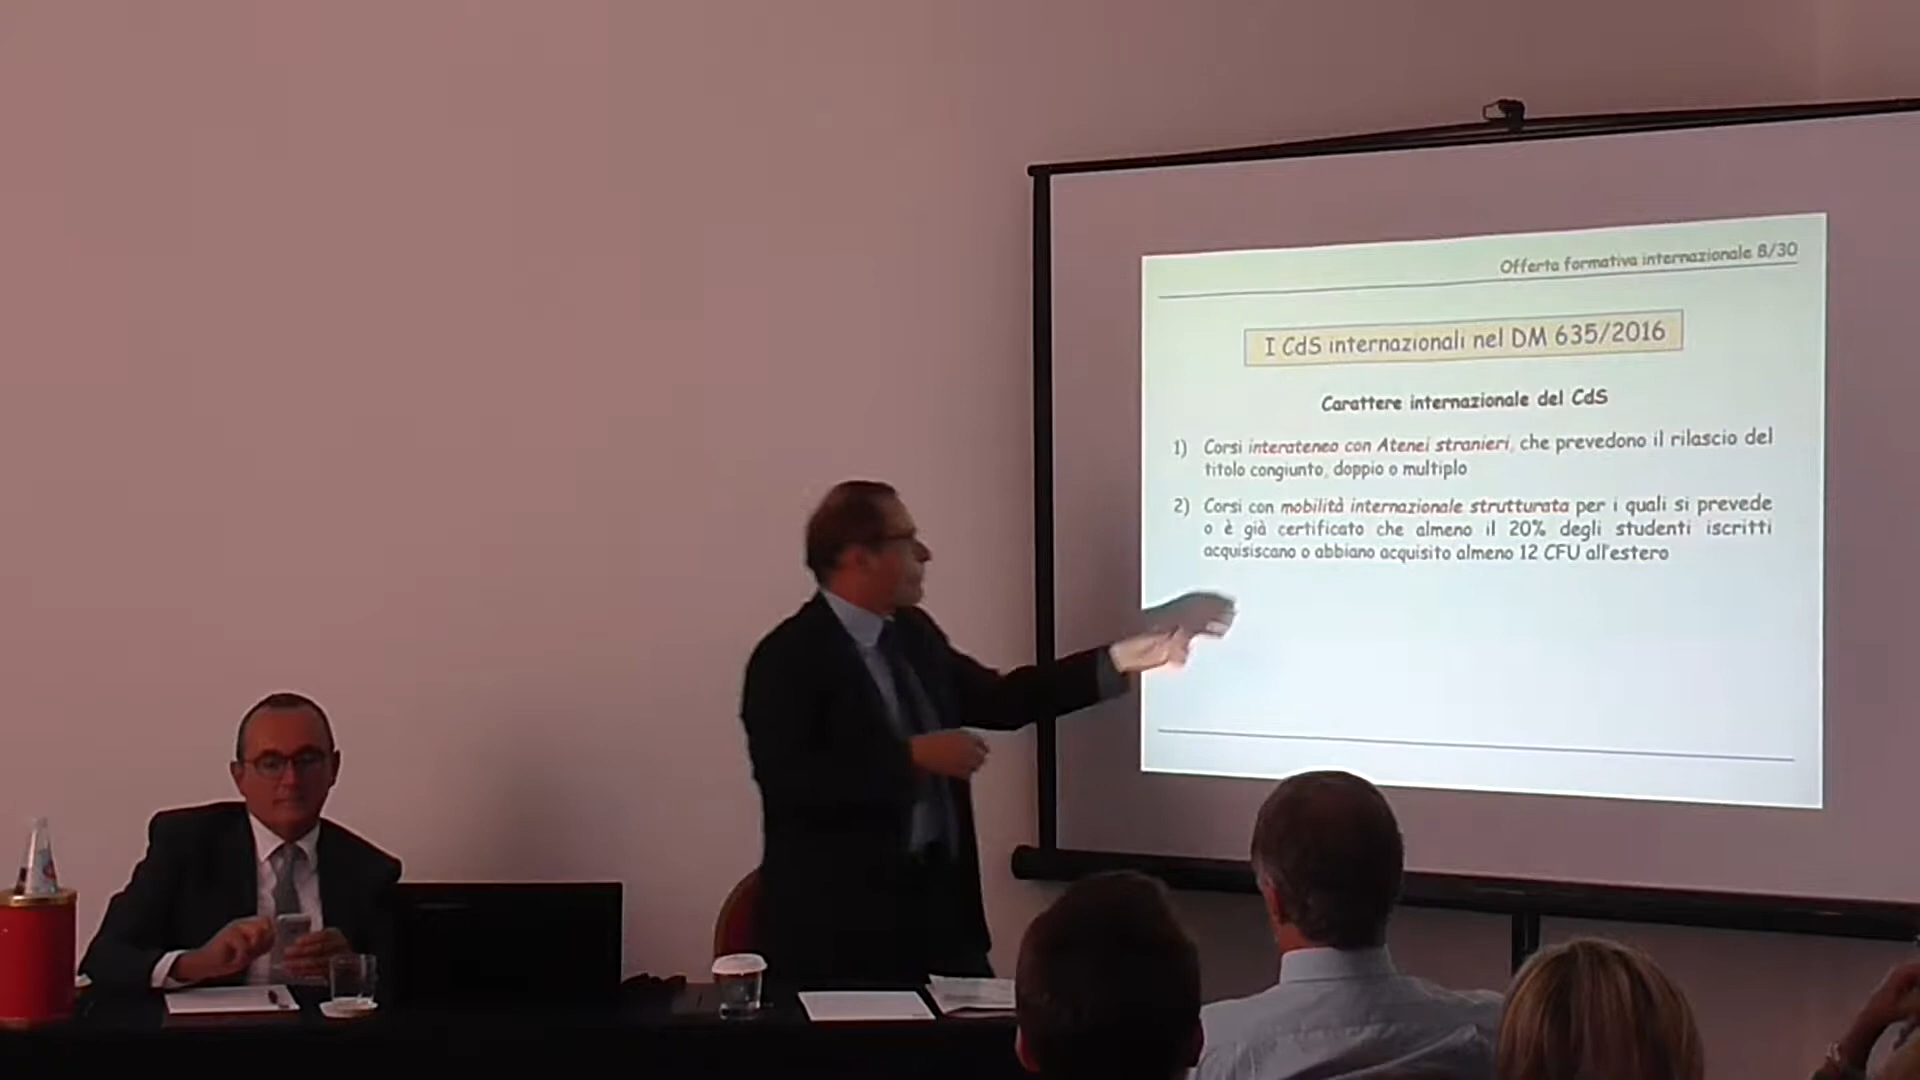 Offerta formativa internazionale 8/30
I CdS internazionali nel DM 635/2016
Carattere internazionale del CdS
1) Corsi interateneo con Atenei stranieri, che prevedono il rilascio del
titolo congiunto, doppio o multiplo
2) Corsi con mobilità internazionale strutturata per i quali si prevede
o è già certificato che almeno il 20% degli studenti iscritti
acquisiscano o abbiano acquisito almeno 12 CFU all'estero